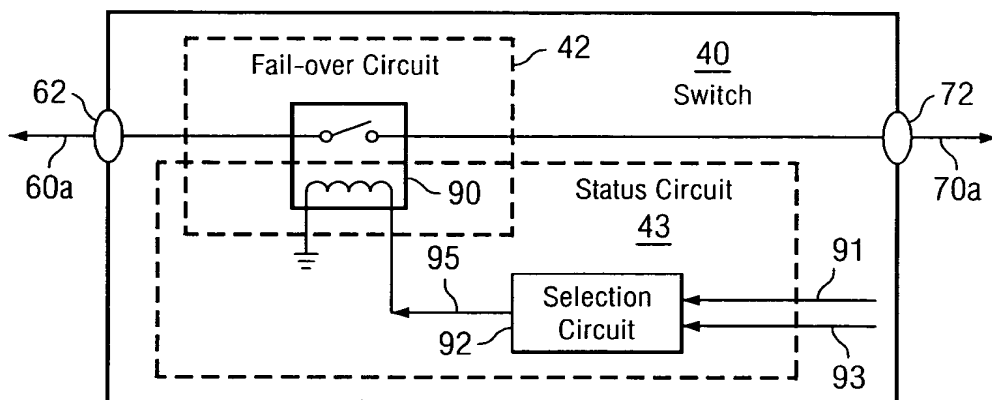 Fail-over Circuit
42
40
Switch
62
72
60a
70a
90
Status Circuit
43
95
91
Selection
Circuit
92
93